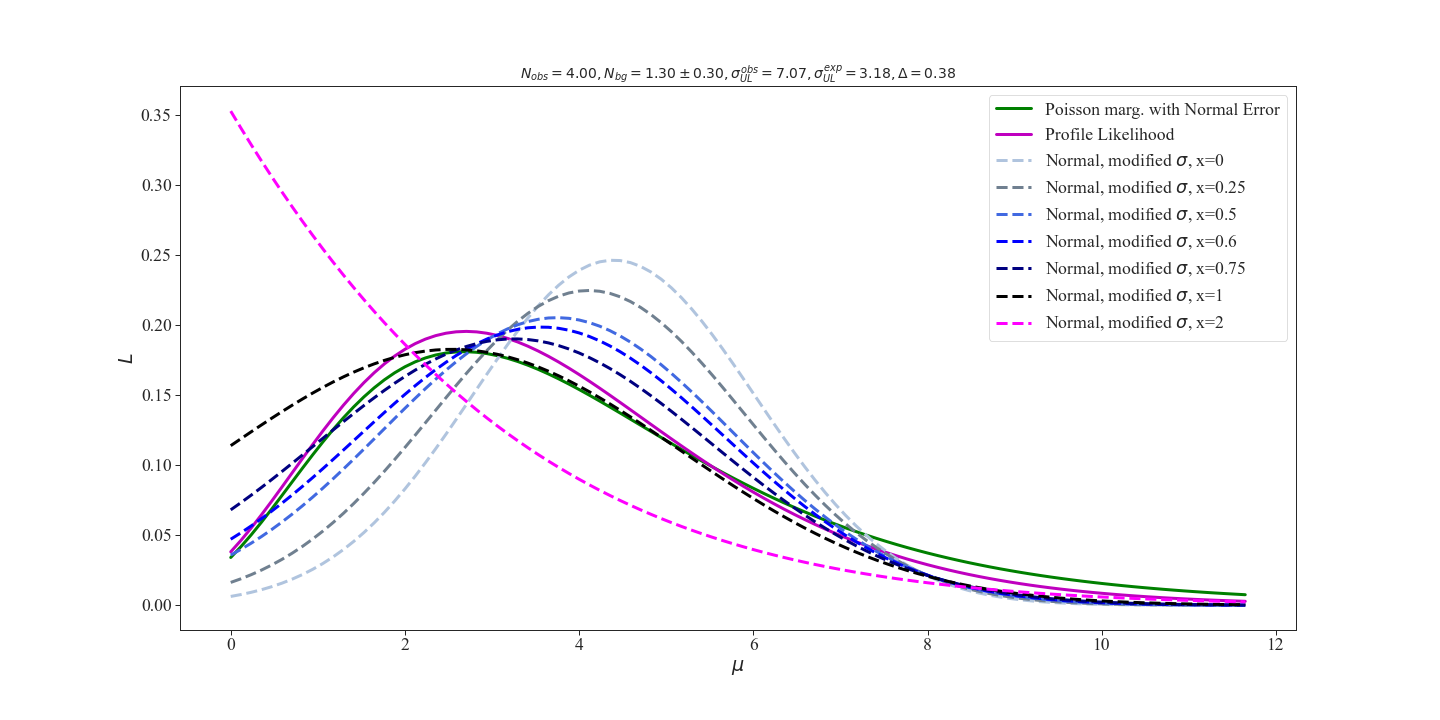 N_obs = 4.00, N_bg = 1.30 ± 0.30, σ_UL^obs = 7.07, σ_UL^exp = 3.18, Δ = 0.38
Poisson marg. with Normal Error
Profile Likelihood
Normal, modified σ, x=0
Normal, modified σ, x=0.25
Normal, modified σ, x=0.5
Normal, modified σ, x=0.6
Normal, modified σ, x=0.75
Normal, modified σ, x=1
Normal, modified σ, x=2
L
0.35
0.30
0.25
0.20
0.15
0.10
0.05
0.00
0 2 4 6 8 10 12
μ